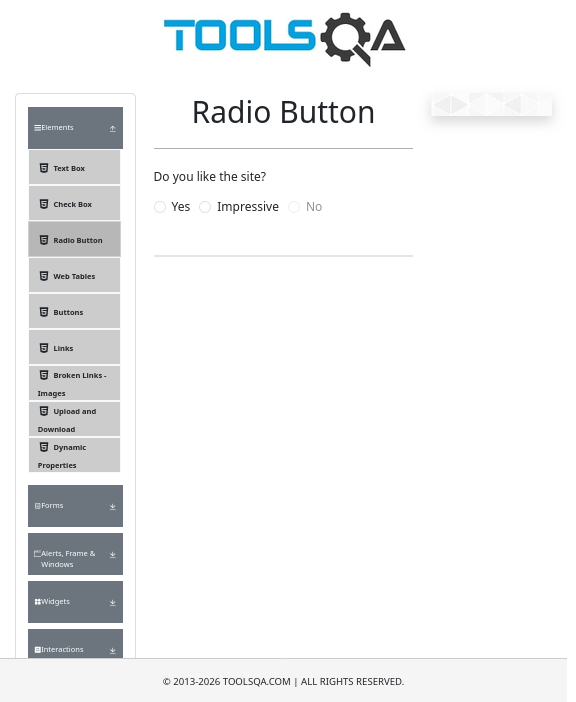 TOOLSQA
Elements
Text Box
Check Box
Radio Button
Web Tables
Buttons
Links
Broken Links -
Images
Upload and
Download
Dynamic
Properties
Forms
Alerts, Frame &
Windows
Widgets
Interactions
Radio Button
Do you like the site?
Yes Impressive No
© 2013-2026 TOOLSQA.COM | ALL RIGHTS RESERVED.